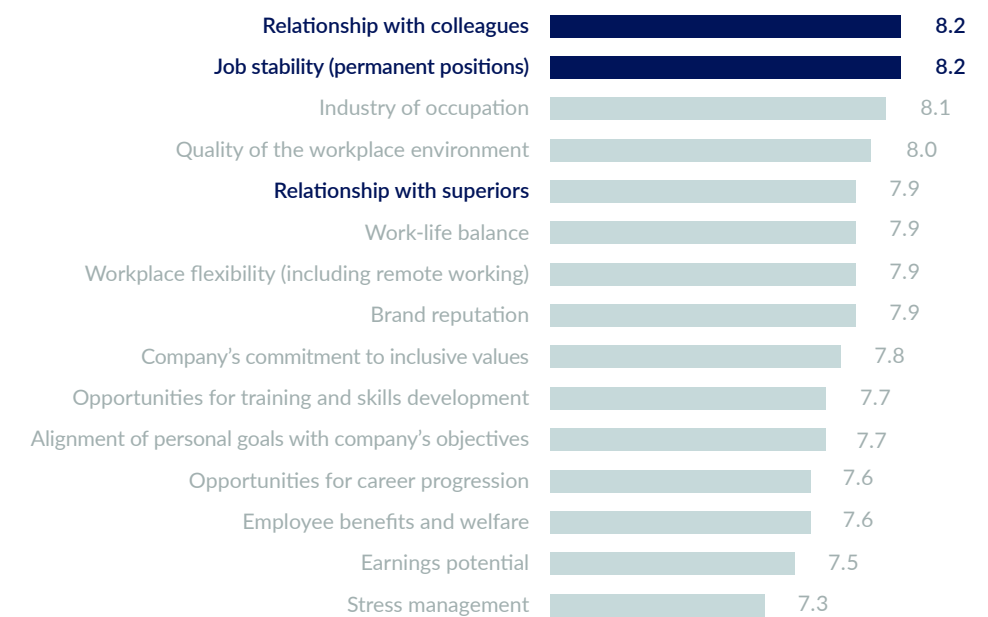 Relationship with colleagues 8.2
Job stability (permanent positions) 8.2
Industry of occupation 8.1
Quality of the workplace environment 8.0
Relationship with superiors 7.9
Work-life balance 7.9
Workplace flexibility (including remote working) 7.9
Brand reputation 7.9
Company’s commitment to inclusive values 7.8
Opportunities for training and skills development 7.7
Alignment of personal goals with company’s objectives 7.7
Opportunities for career progression 7.6
Employee benefits and welfare 7.6
Earnings potential 7.5
Stress management 7.3